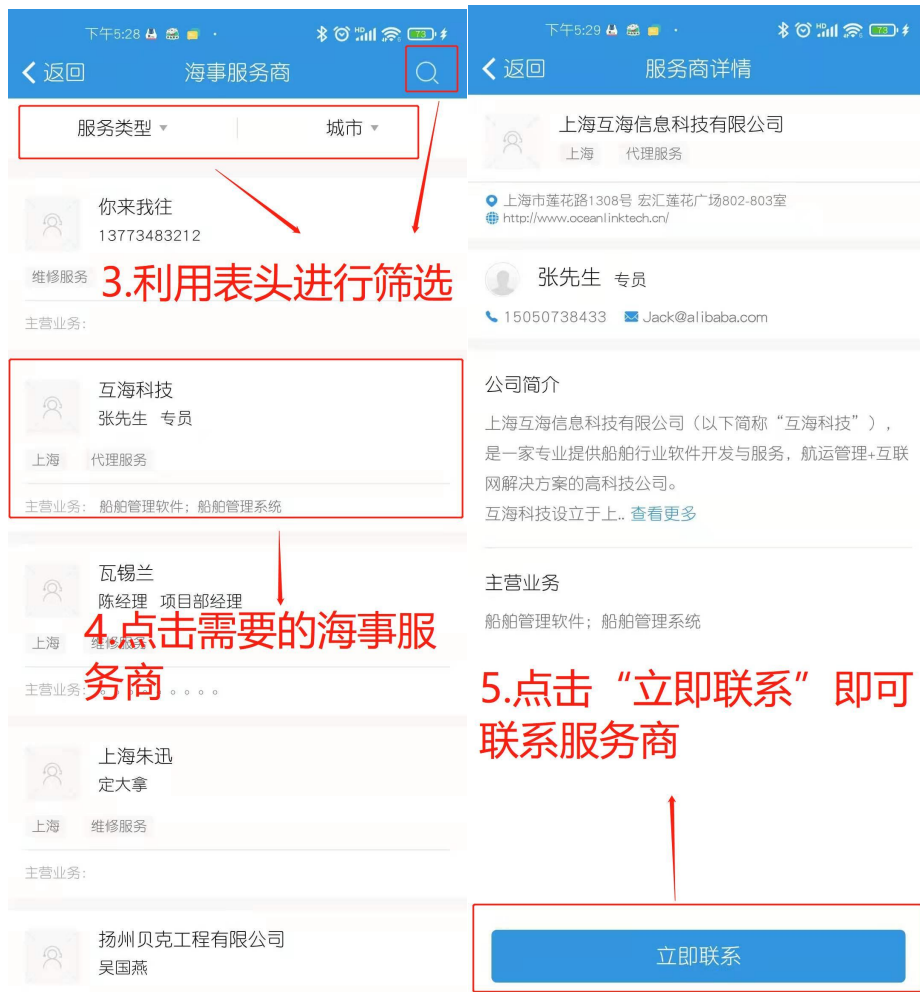 下午5:28
73
返回
海事服务商
服务类型
城市
你来我往
13773483212
维修服务
3.利用表头进行筛选
主营业务:
互海科技
张先生 专员
上海 代理服务
主营业务: 船舶管理软件；船舶管理系统
瓦锡兰
陈经理 项目部经理
4.点击需要的海事服
务商
上海 维修服务
主营业务:
上海朱迅
定大拿
上海 维修服务
主营业务:
扬州贝克工程有限公司
吴国燕
下午5:29
73
返回
服务商详情
上海互海信息科技有限公司
上海 代理服务
上海市莲花路1308号 宏汇莲花广场802-803室
http://www.oceanlinktech.cn/
张先生 专员
15050738433 Jack@alibaba.com
公司简介
上海互海信息科技有限公司（以下简称“互海科技”），
是一家专业提供船舶行业软件开发与服务，航运管理+互联
网解决方案的高科技公司。
互海科技设立于上.. 查看更多
主营业务
船舶管理软件；船舶管理系统
5.点击“立即联系”即可
联系服务商
立即联系